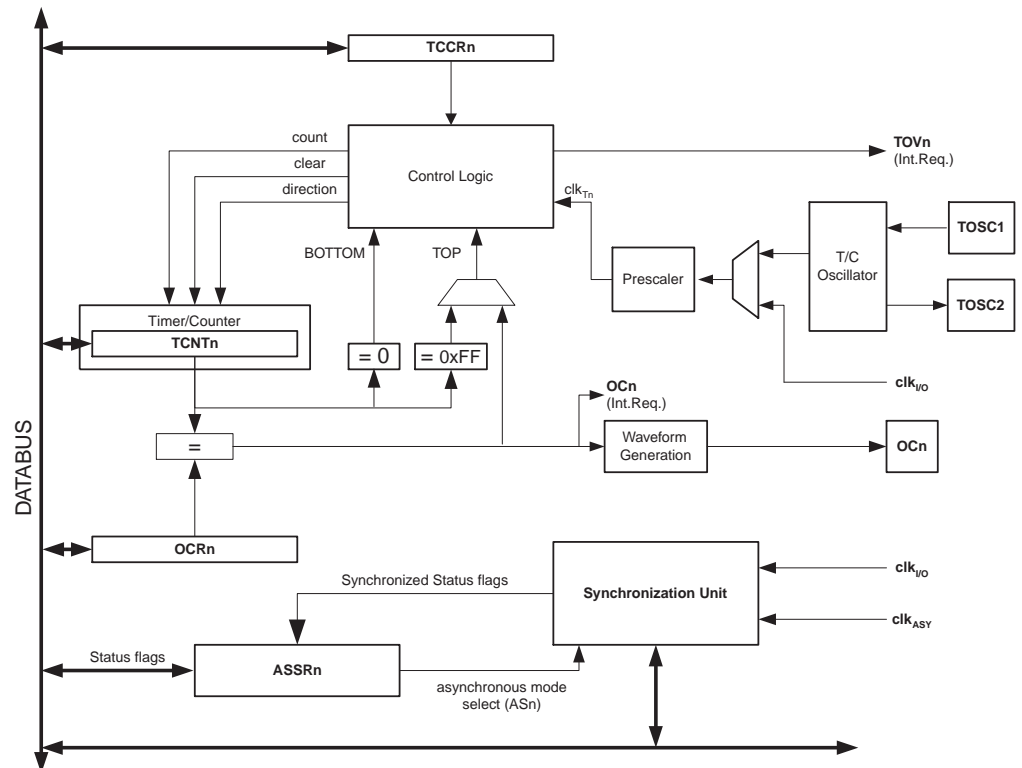 TCCRn
count
clear
direction
Control Logic
TOVn
(Int.Req.)
clkTn
BOTTOM
TOP
TOSC1
T/C
Oscillator
Prescaler
TOSC2
Timer/Counter
TCNTn
= 0
= 0xFF
clkI/O
OCn
(Int.Req.)
=
Waveform
Generation
OCn
DATABUS
OCRn
Synchronized Status flags
Synchronization Unit
clkI/O
clkASY
Status flags
ASSRn
asynchronous mode
select (ASn)